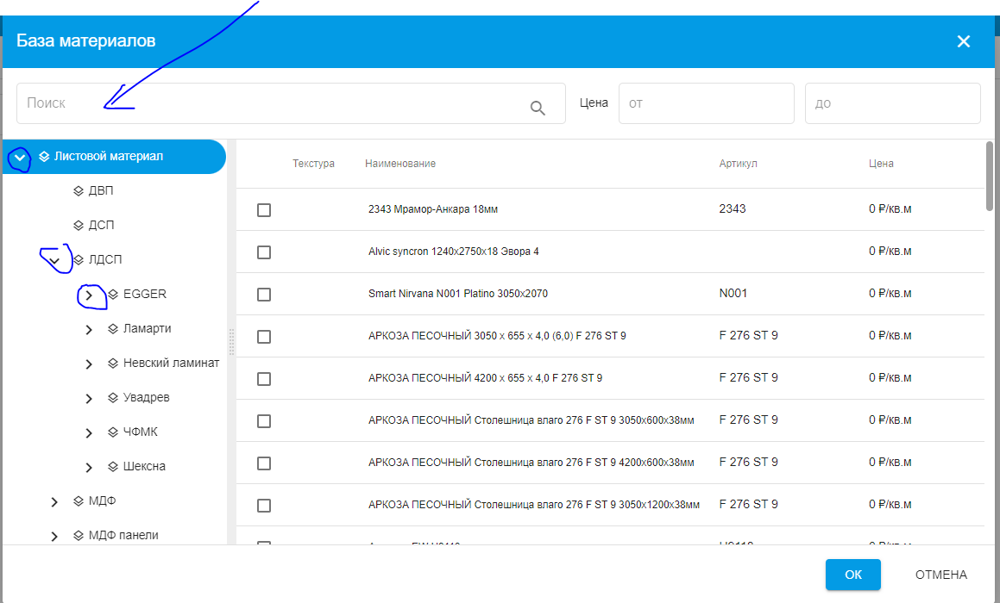 База материалов
Поиск
Цена
от
до
Листовой материал
ДВП
ДСП
ЛДСП
EGGER
Ламарти
Невский ламинат
Увадрев
ЧФМК
Шексна
МДФ
МДФ панели
Текстура Наименование Артикул Цена
2343 Мрамор-Анкара 18мм 2343 0 ₽/кв.м
Alvic syncron 1240x2750x18 Эвора 4 0 ₽/кв.м
Smart Nirvana N001 Platino 3050x2070 N001 0 ₽/кв.м
АРКОЗА ПЕСОЧНЫЙ 3050 х 655 х 4,0 (6,0) F 276 ST 9 F 276 ST 9 0 ₽/кв.м
АРКОЗА ПЕСОЧНЫЙ 4200 х 655 х 4,0 F 276 ST 9 F 276 ST 9 0 ₽/кв.м
АРКОЗА ПЕСОЧНЫЙ Столешница влаго 276 F ST 9 3050х600х38мм F 276 ST 9 0 ₽/кв.м
АРКОЗА ПЕСОЧНЫЙ Столешница влаго 276 F ST 9 4200х600х38мм F 276 ST 9 0 ₽/кв.м
АРКОЗА ПЕСОЧНЫЙ Столешница влаго 276 F ST 9 3050х1200х38мм F 276 ST 9 0 ₽/кв.м
ОК
ОТМЕНА